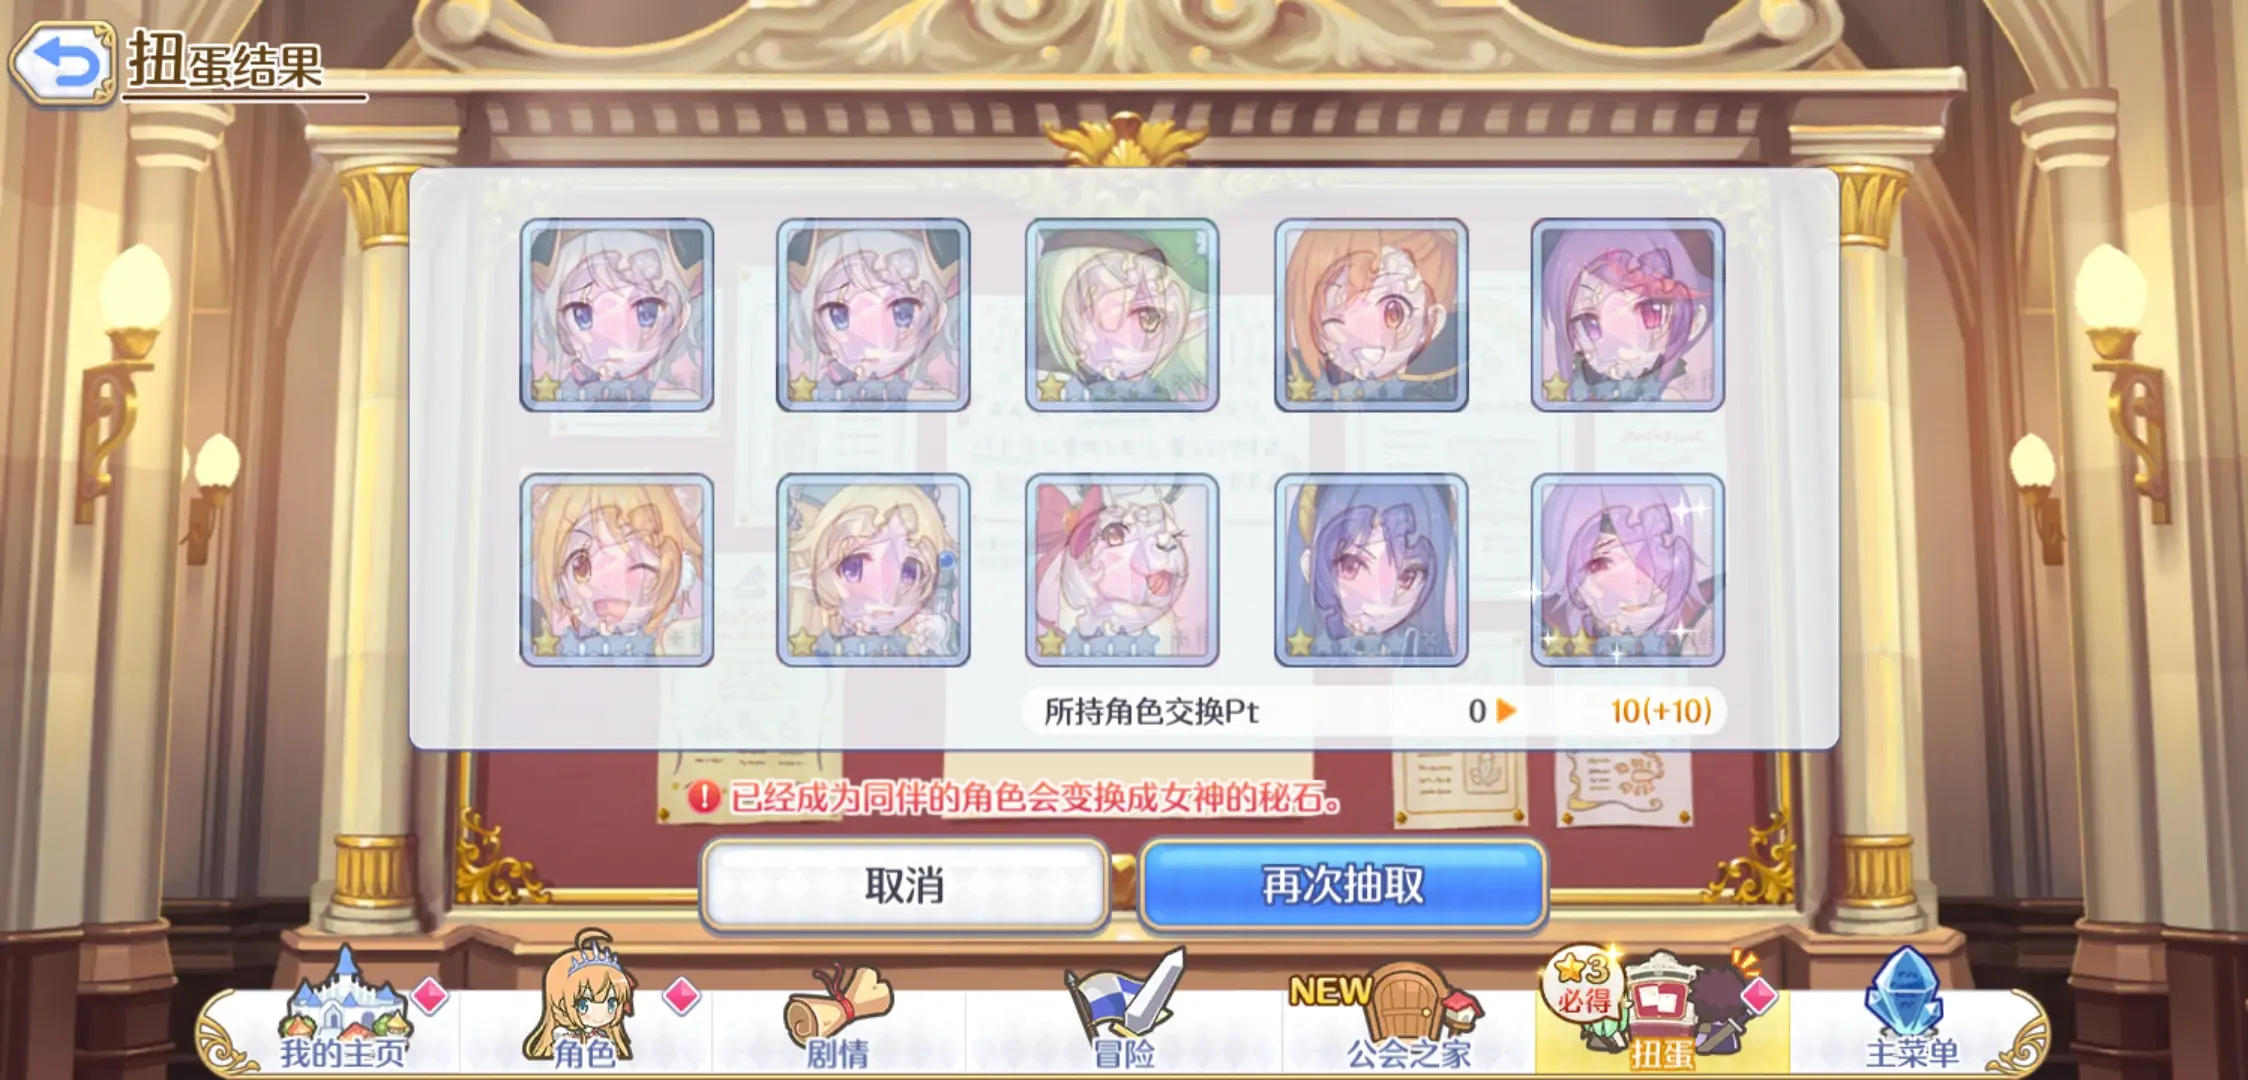 扭蛋结果
所持角色交换Pt 0 10(+10)
已经成为同伴的角色会变换成女神的秘石。
取消
再次抽取
NEW
3
必得
我的主页
角色
剧情
冒险
公会之家
扭蛋
主菜单